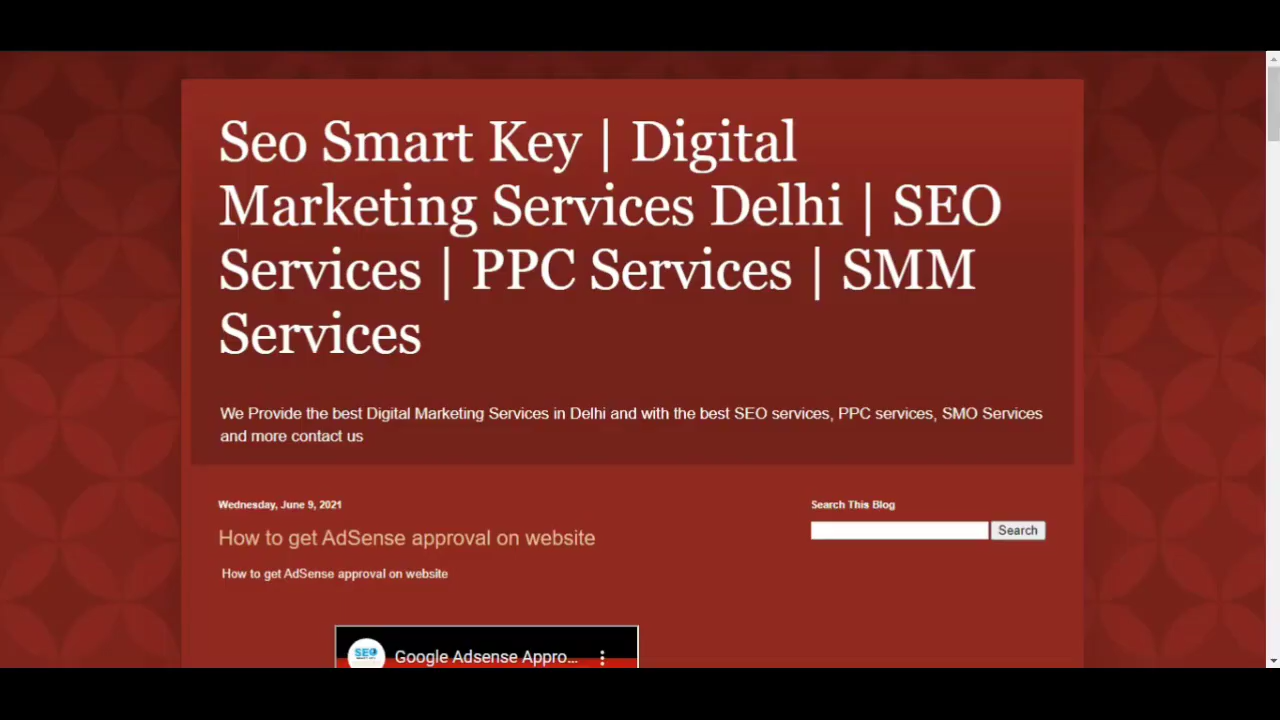 Seo Smart Key | Digital
Marketing Services Delhi | SEO
Services | PPC Services | SMM
Services
We Provide the best Digital Marketing Services in Delhi and with the best SEO services, PPC services, SMO Services
and more contact us
Wednesday, June 9, 2021
Search This Blog
How to get AdSense approval on website
Search
How to get AdSense approval on website
SEO
Google Adsense Appro...